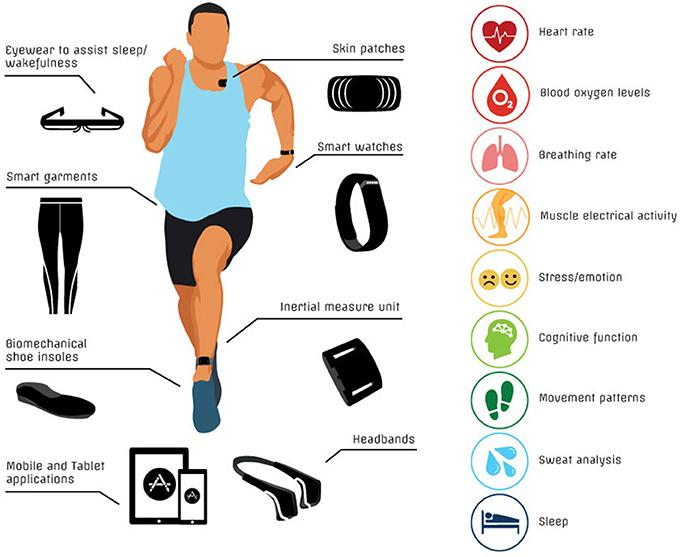 Eyewear to assist sleep/
wakefulness
Skin patches
Smart watches
Smart garments
Inertial measure unit
Biomechanical
shoe insoles
Headbands
Mobile and Tablet
applications
Heart rate
O2
Blood oxygen levels
Breathing rate
Muscle electrical activity
Stress/emotion
Cognitive function
Movement patterns
Sweat analysis
Sleep